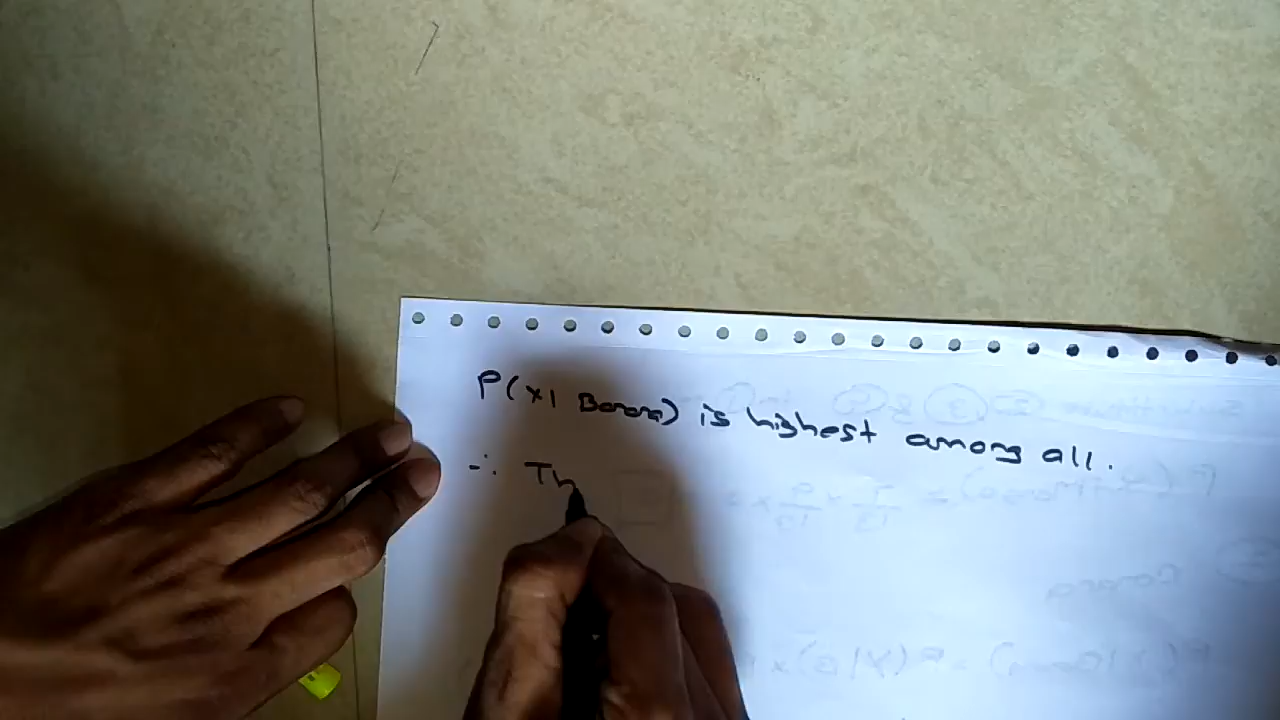 P(X| Banana) is highest among all.
∴ Th